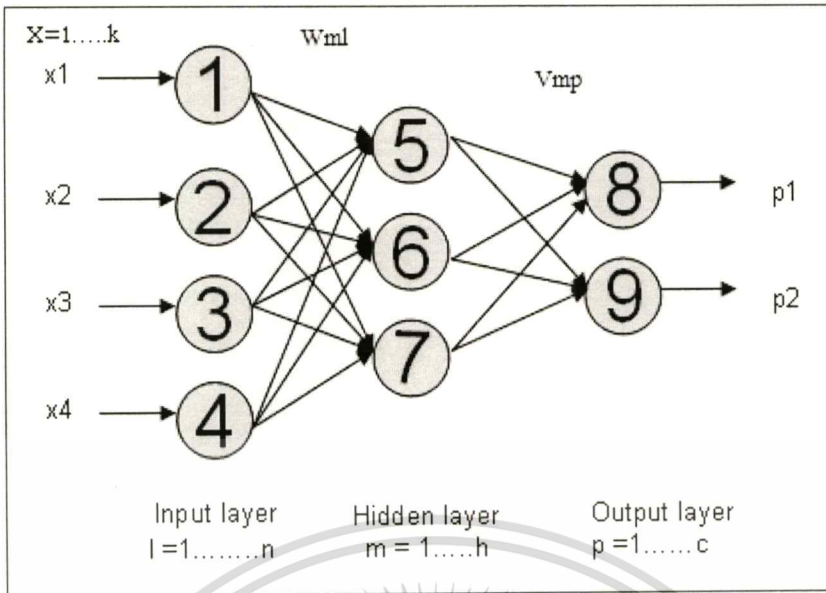 X=1.....k
Wml
x1
1
Vmp
5
x2
2
8
p1
6
x3
3
9
p2
7
x4
4
Input layer
Hidden layer
Output layer
l =1........n
m = 1.....h
p =1......c